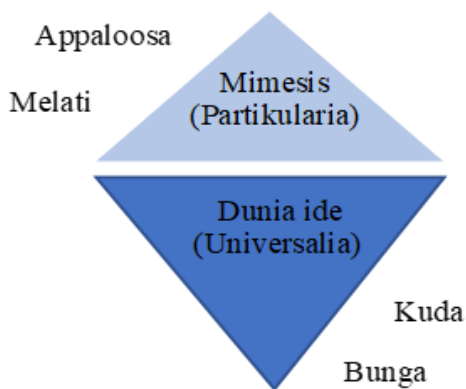 Appaloosa
Melati
Mimesis
(Partikularia)
Dunia ide
(Universalia)
Kuda
Bunga